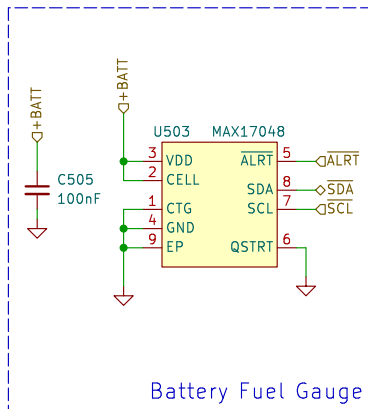 +BATT
+BATT
U503 MAX17048
C505
100nF
3 VDD
2 CELL
1 CTG
4 GND
9 EP
ALRT 5 ALRT
SDA 8 SDA
SCL 7 SCL
QSTRT 6
Battery Fuel Gauge